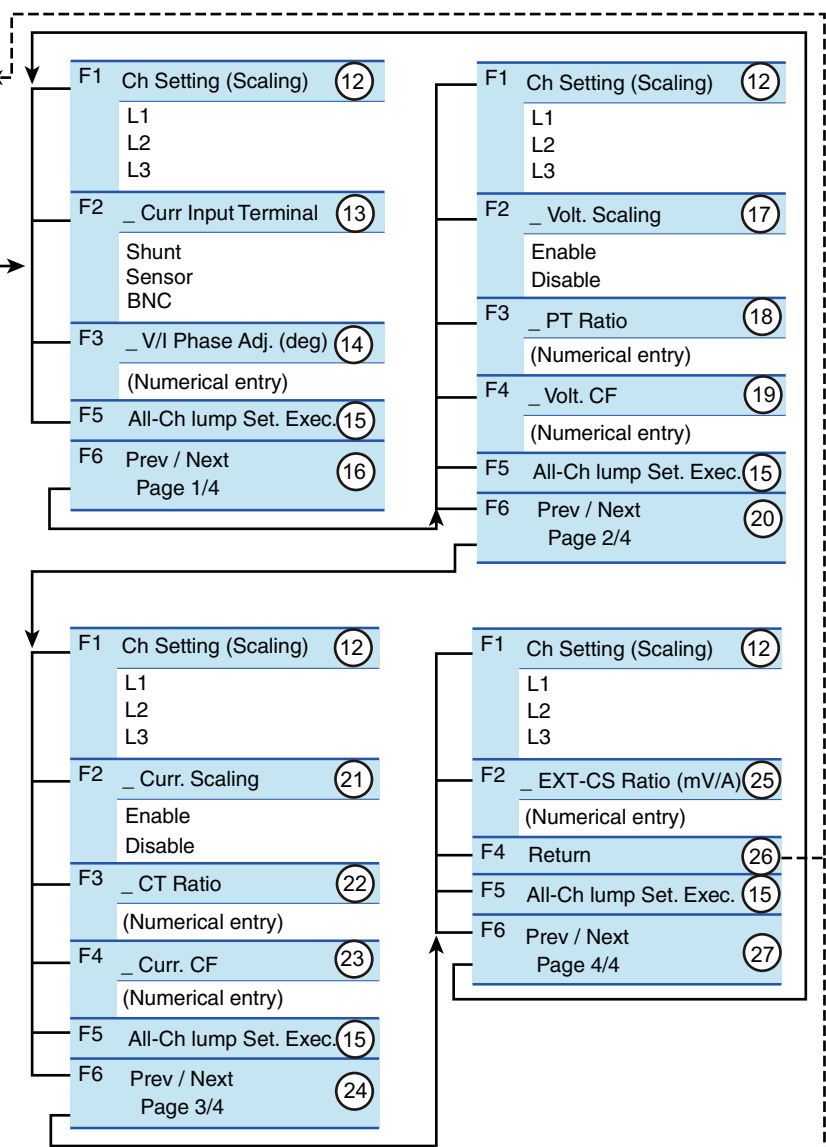 F1 Ch Setting (Scaling) 12
L1
L2
L3
F2 _ Curr Input Terminal 13
Shunt
Sensor
BNC
F3 _ V/I Phase Adj. (deg) 14
(Numerical entry)
F5 All-Ch lump Set. Exec. 15
F6 Prev / Next 16
Page 1/4
F1 Ch Setting (Scaling) 12
L1
L2
L3
F2 _ Volt. Scaling 17
Enable
Disable
F3 _ PT Ratio 18
(Numerical entry)
F4 _ Volt. CF 19
(Numerical entry)
F5 All-Ch lump Set. Exec. 15
F6 Prev / Next 20
Page 2/4
F1 Ch Setting (Scaling) 12
L1
L2
L3
F2 _ Curr. Scaling 21
Enable
Disable
F3 _ CT Ratio 22
(Numerical entry)
F4 _ Curr. CF 23
(Numerical entry)
F5 All-Ch lump Set. Exec. 15
F6 Prev / Next 24
Page 3/4
F1 Ch Setting (Scaling) 12
L1
L2
L3
F2 _ EXT-CS Ratio (mV/A) 25
(Numerical entry)
F4 Return 26
F5 All-Ch lump Set. Exec. 15
F6 Prev / Next 27
Page 4/4